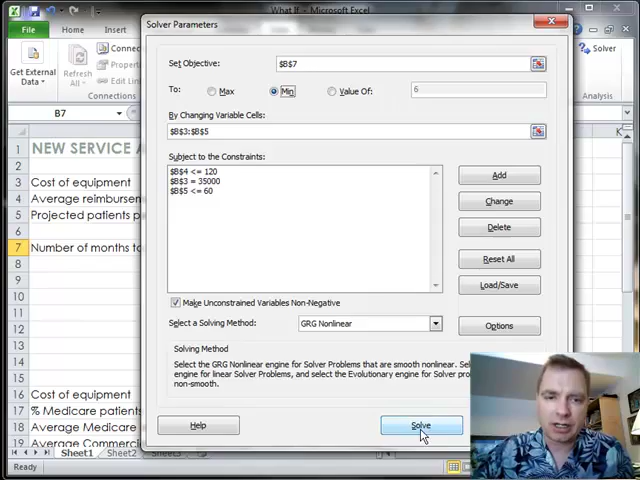 What If - Microsoft Excel
Solver Parameters
File
Home
Insert
Set Objective:
$B$7
To:
Max
Min
Value Of:
6
By Changing Variable Cells:
$B$3:$B$5
Subject to the Constraints:
$B$4 <= 120
$B$3 = 35000
$B$5 <= 60
Add
Change
Delete
Reset All
Load/Save
Make Unconstrained Variables Non-Negative
Select a Solving Method:
GRG Nonlinear
Options
Solving Method
Select the GRG Nonlinear engine for Solver Problems that are smooth nonlinear.
engine for linear Solver Problems, and select the Evolutionary engine for Solver
non-smooth.
Help
Solve
Get External
Data
Refresh
All
Connections
Solver
Analysis
B7
K
1 NEW SERVICE
2
3 Cost of equipment
4 Average
5 Projected patients
6
7 Number of months
8
9
10
11
12
13
14
15
16 Cost of equipment
17 % Medicare patients
18 Average Medicare
19 Average
Sheet1
Sheet2
Ready